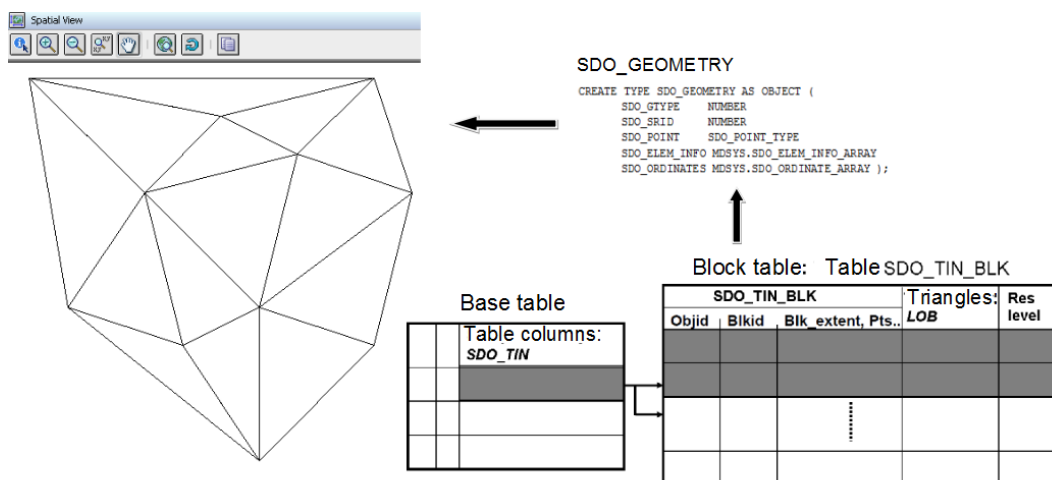 Spatial View
SDO_GEOMETRY
CREATE TYPE SDO_GEOMETRY AS OBJECT (
SDO_GTYPE NUMBER
SDO_SRID NUMBER
SDO_POINT SDO_POINT_TYPE
SDO_ELEM_INFO MDSYS.SDO_ELEM_INFO_ARRAY
SDO_ORDINATES MDSYS.SDO_ORDINATE_ARRAY );
Block table: Table SDO_TIN_BLK
SDO_TIN_BLK Triangles: Res
LOB level
Objid Blkid Blk_extent, Pts..
Base table
Table columns:
SDO_TIN